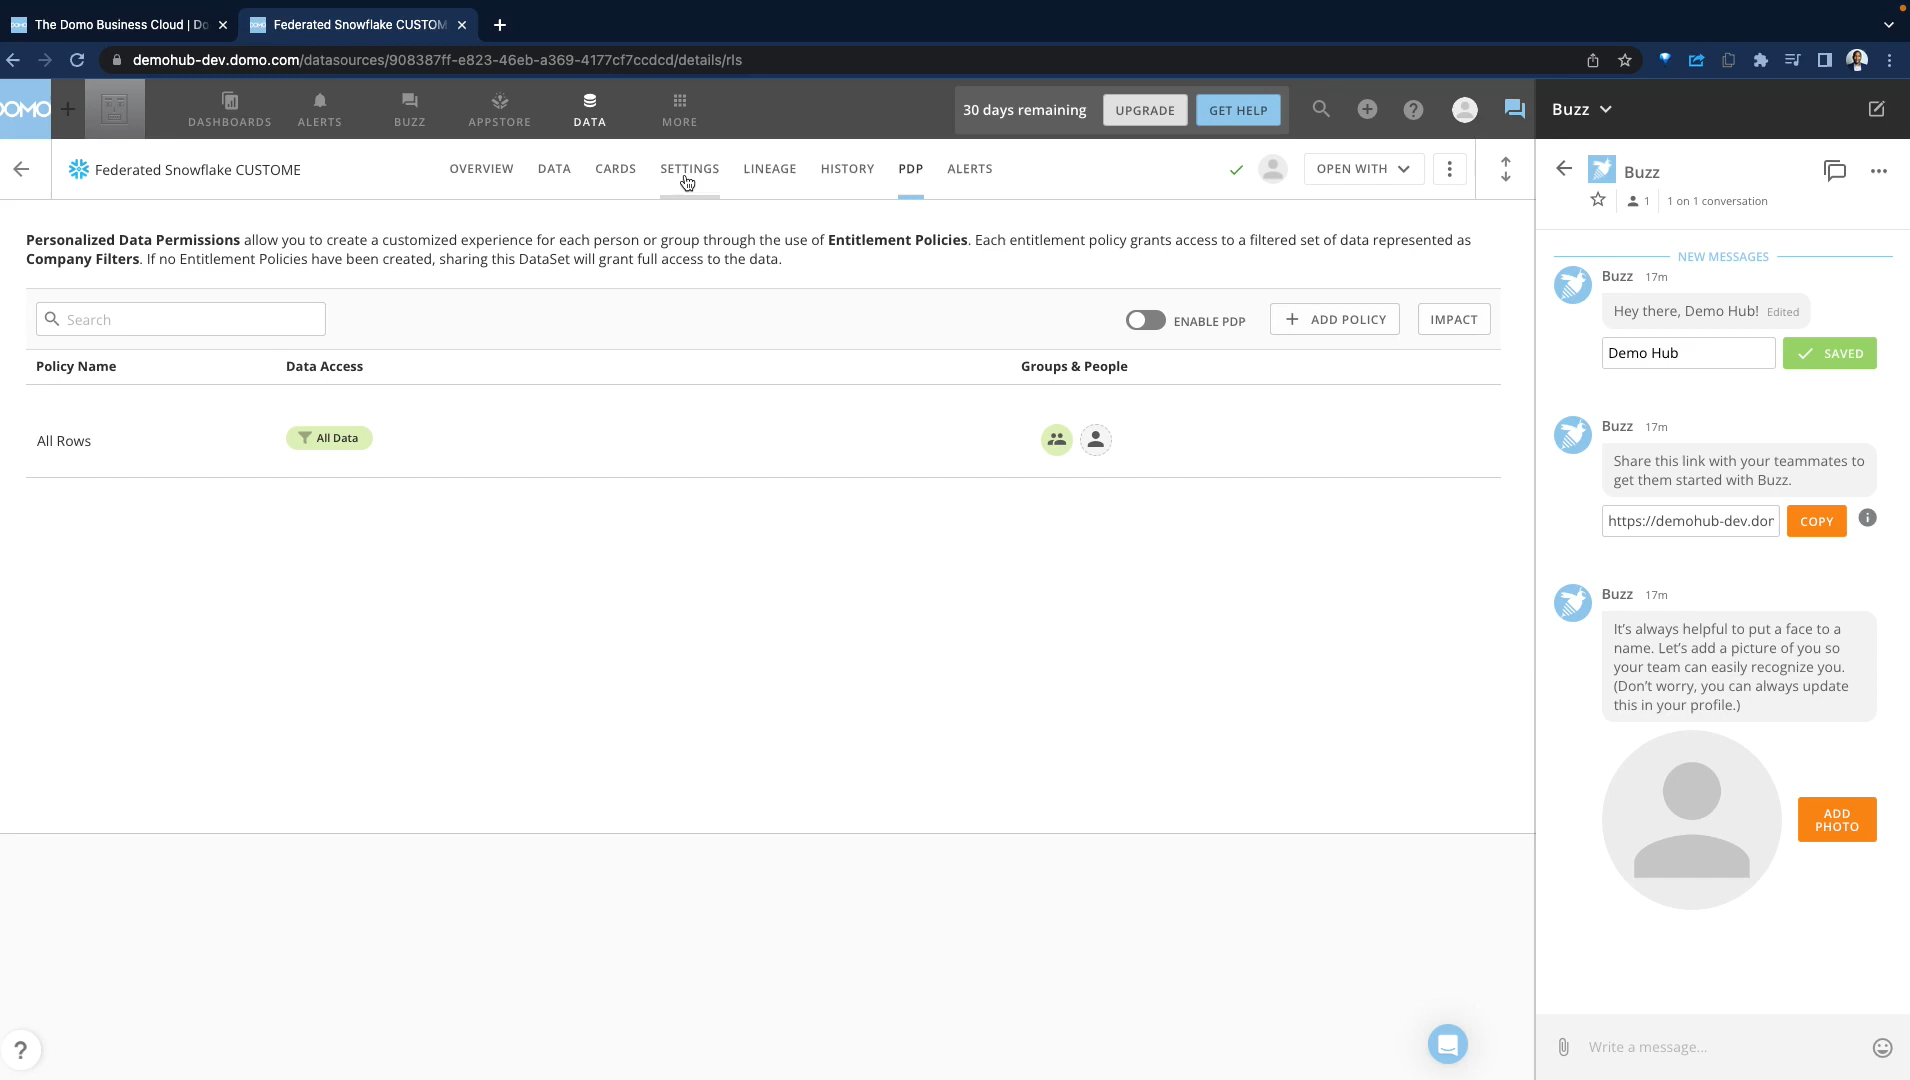 The Domo Business Cloud | Do
Federated Snowflake CUSTOM
demohub-dev.domo.com/datasources/908387ff-e823-46eb-a369-4177cf7ccdcd/details/rls
DOMO
DASHBOARDS
ALERTS
BUZZ
APPSTORE
DATA
MORE
30 days remaining
UPGRADE
GET HELP
Buzz
Federated Snowflake CUSTOME
OVERVIEW
DATA
CARDS
SETTINGS
LINEAGE
HISTORY
PDP
ALERTS
OPEN WITH
Personalized Data Permissions allow you to create a customized experience for each person or group through the use of Entitlement Policies. Each entitlement policy grants access to a filtered set of data represented as
Company Filters. If no Entitlement Policies have been created, sharing this DataSet will grant full access to the data.
Search
ENABLE PDP
ADD POLICY
IMPACT
Policy Name
Data Access
Groups & People
All Rows
All Data
Buzz
1
1 on 1 conversation
NEW MESSAGES
Buzz 17m
Hey there, Demo Hub! Edited
Demo Hub
SAVED
Buzz 17m
Share this link with your teammates to
get them started with Buzz.
https://demohub-dev.dor
COPY
Buzz 17m
It's always helpful to put a face to a
name. Let's add a picture of you so
your team can easily recognize you.
(Don't worry, you can always update
this in your profile.)
ADD
PHOTO
Write a message...